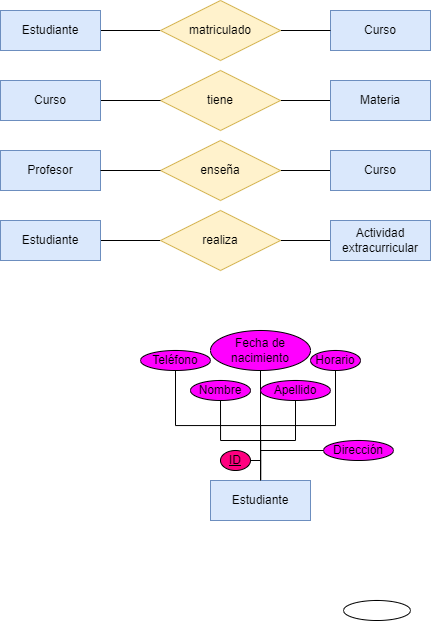 Estudiante
matriculado
Curso
Curso
tiene
Materia
Profesor
enseña
Curso
Estudiante
realiza
Actividad
extracurricular
Fecha de
nacimiento
Teléfono
Horario
Nombre
Apellido
Dirección
ID
Estudiante